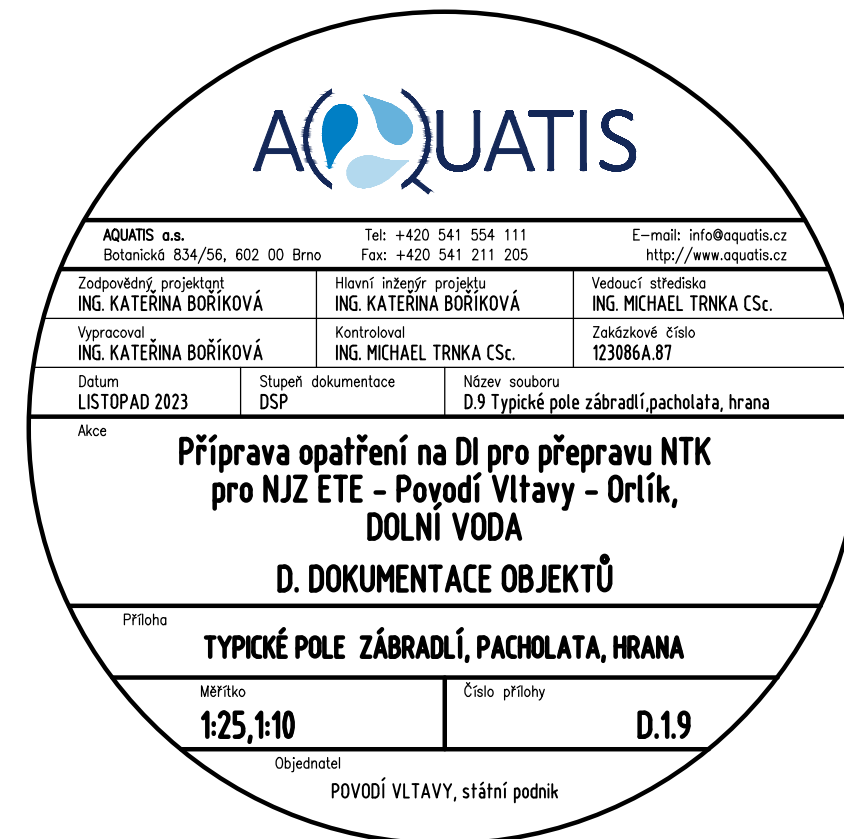 AQUATIS
AQUATIS a.s. Tel: +420 541 554 111 E-mail: info@aquatis.cz
Botanická 834/56, 602 00 Brno Fax: +420 541 211 205 http://www.aquatis.cz
Zodpovědný projektant Hlavní inženýr projektu Vedoucí střediska
ING. KATEŘINA BOŘÍKOVÁ ING. KATEŘINA BOŘÍKOVÁ ING. MICHAEL TRNKA CSc.
Vypracoval Kontroloval Zakázkové číslo
ING. KATEŘINA BOŘÍKOVÁ ING. MICHAEL TRNKA CSc. 123086A.87
Datum Stupeň dokumentace Název souboru
LISTOPAD 2023 DSP D.9 Typické pole zábradlí,pacholata, hrana
Akce
Příprava opatření na DI pro přepravu NTK
pro NJZ ETE - Povodí Vltavy - Orlík,
DOLNÍ VODA
D. DOKUMENTACE OBJEKTŮ
Příloha
TYPICKÉ POLE ZÁBRADLÍ, PACHOLATA, HRANA
Měřítko Číslo přílohy
1:25,1:10 D.1.9
Objednatel
POVODÍ VLTAVY, státní podnik